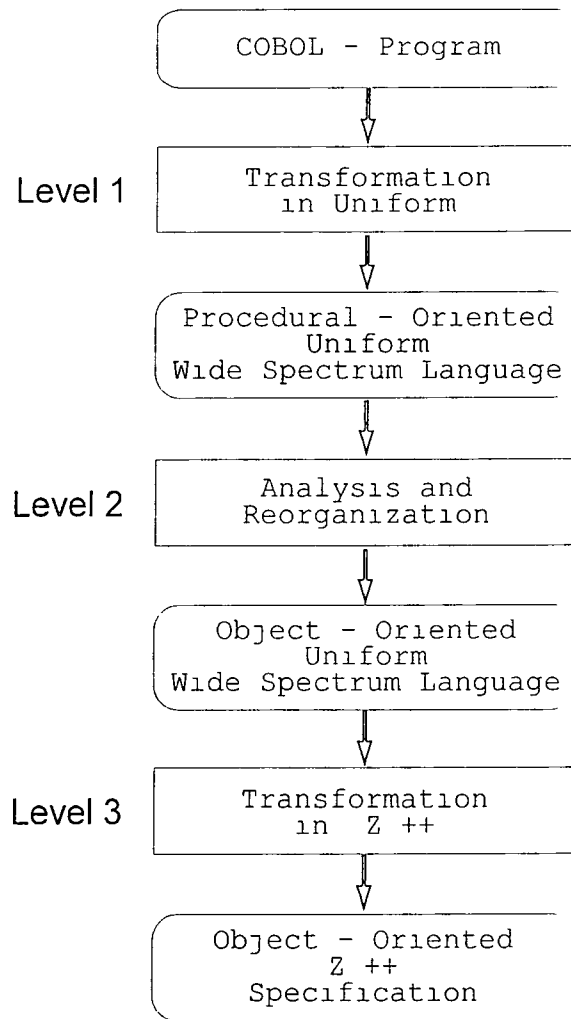 COBOL - Program
Level 1
Transformation
in Uniform
Procedural - Oriented
Uniform
Wide Spectrum Language
Level 2
Analysis and
Reorganization
Object - Oriented
Uniform
Wide Spectrum Language
Level 3
Transformation
in Z ++
Object - Oriented
Z ++
Specification